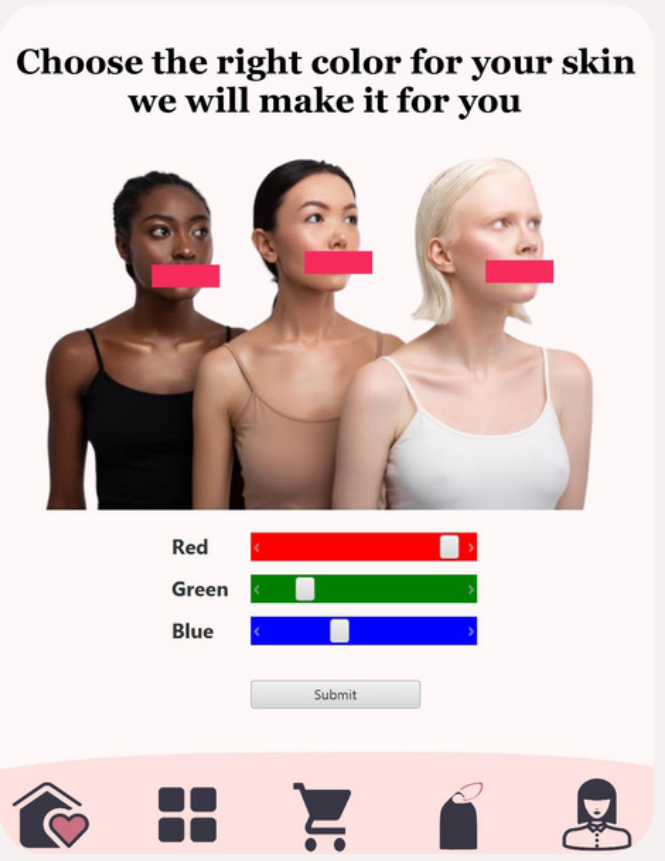 Choose the right color for your skin
we will make it for you
Red
Green
Blue
Submit